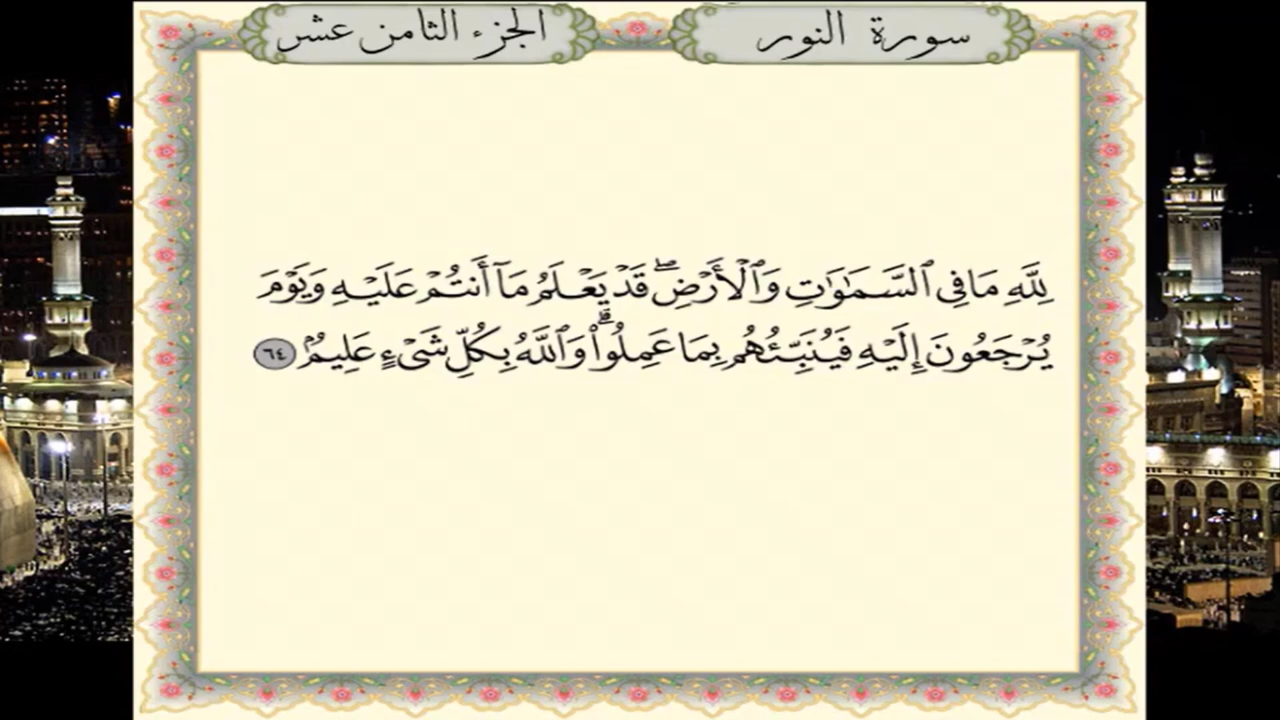 سورة النور
الجزء الثامن عشر
لِلَّهِ مَا فِى ٱلسَّمَـٰوَٰتِ وَٱلْأَرْضِ ۖ قَدْ يَعْلَمُ مَآ أَنتُمْ عَلَيْهِ وَيَوْمَ
يُرْجَعُونَ إِلَيْهِ فَيُنَبِّئُهُم بِمَا عَمِلُوا۟ ۗ وَٱللَّهُ بِكُلِّ شَىْءٍ عَلِيمٌۢ ٦٤